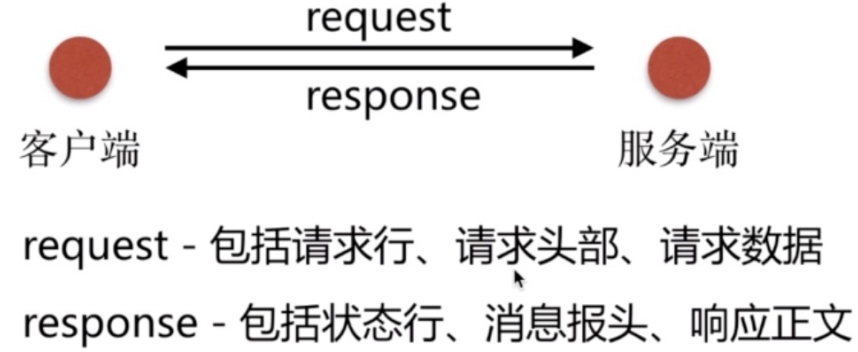 request
response
客户端
服务端
request - 包括请求行、请求头部、请求数据
response - 包括状态行、消息报头、响应正文